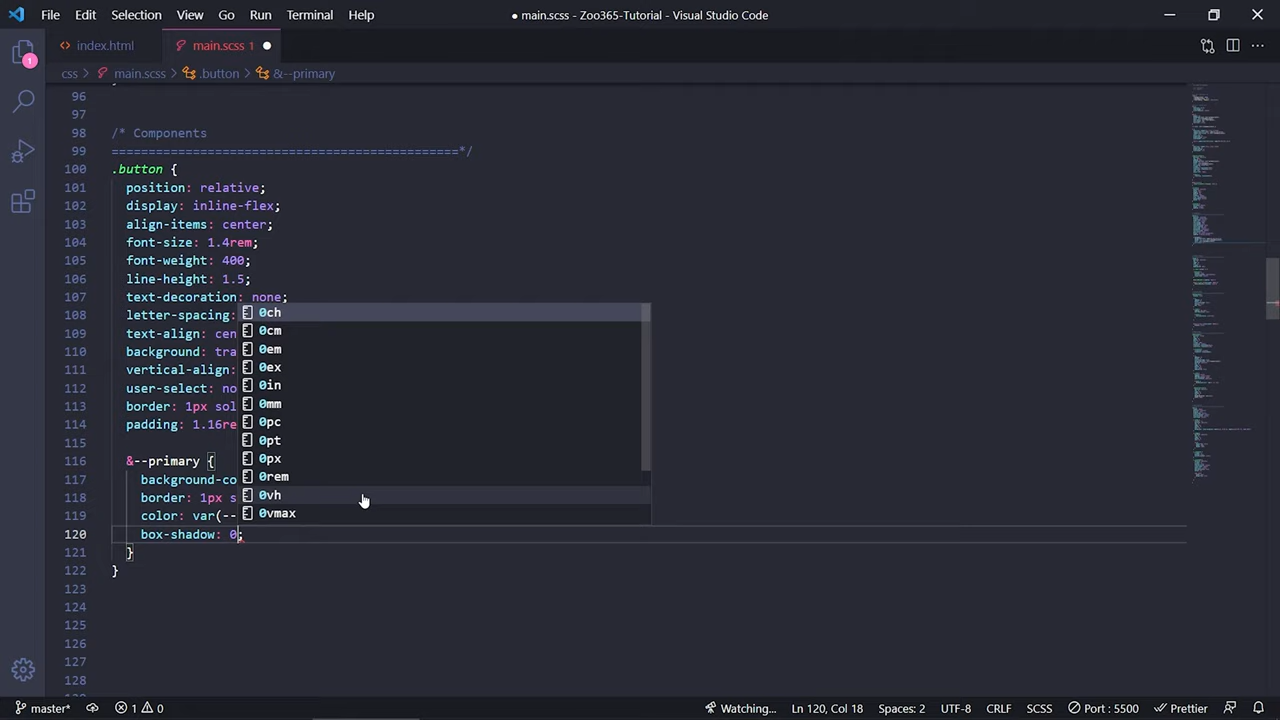 File Edit Selection View Go Run Terminal Help
● main.scss - Zoo365-Tutorial - Visual Studio Code
1
index.html
main.scss 1
css > main.scss > .button > &--primary
96
97
98 /* Components
99 ===============================================*/
100 .button {
101 position: relative;
102 display: inline-flex;
103 align-items: center;
104 font-size: 1.4rem;
105 font-weight: 400;
106 line-height: 1.5;
107 text-decoration: none;
108 letter-spacing:
109 text-align: cen
110 background: tra
111 vertical-align:
112 user-select: no
113 border: 1px sol
114 padding: 1.16re
115
116 &--primary {
117 background-co
118 border: 1px s
119 color: var(--
120 box-shadow: 0;
121 }
122 }
123
124
125
126
127
0ch
0cm
0em
0ex
0in
0mm
0pc
0pt
0px
0rem
0vh
0vmax
master* 1 0 Watching... Ln 120, Col 18 Spaces: 2 UTF-8 CRLF SCSS Port : 5500 Prettier